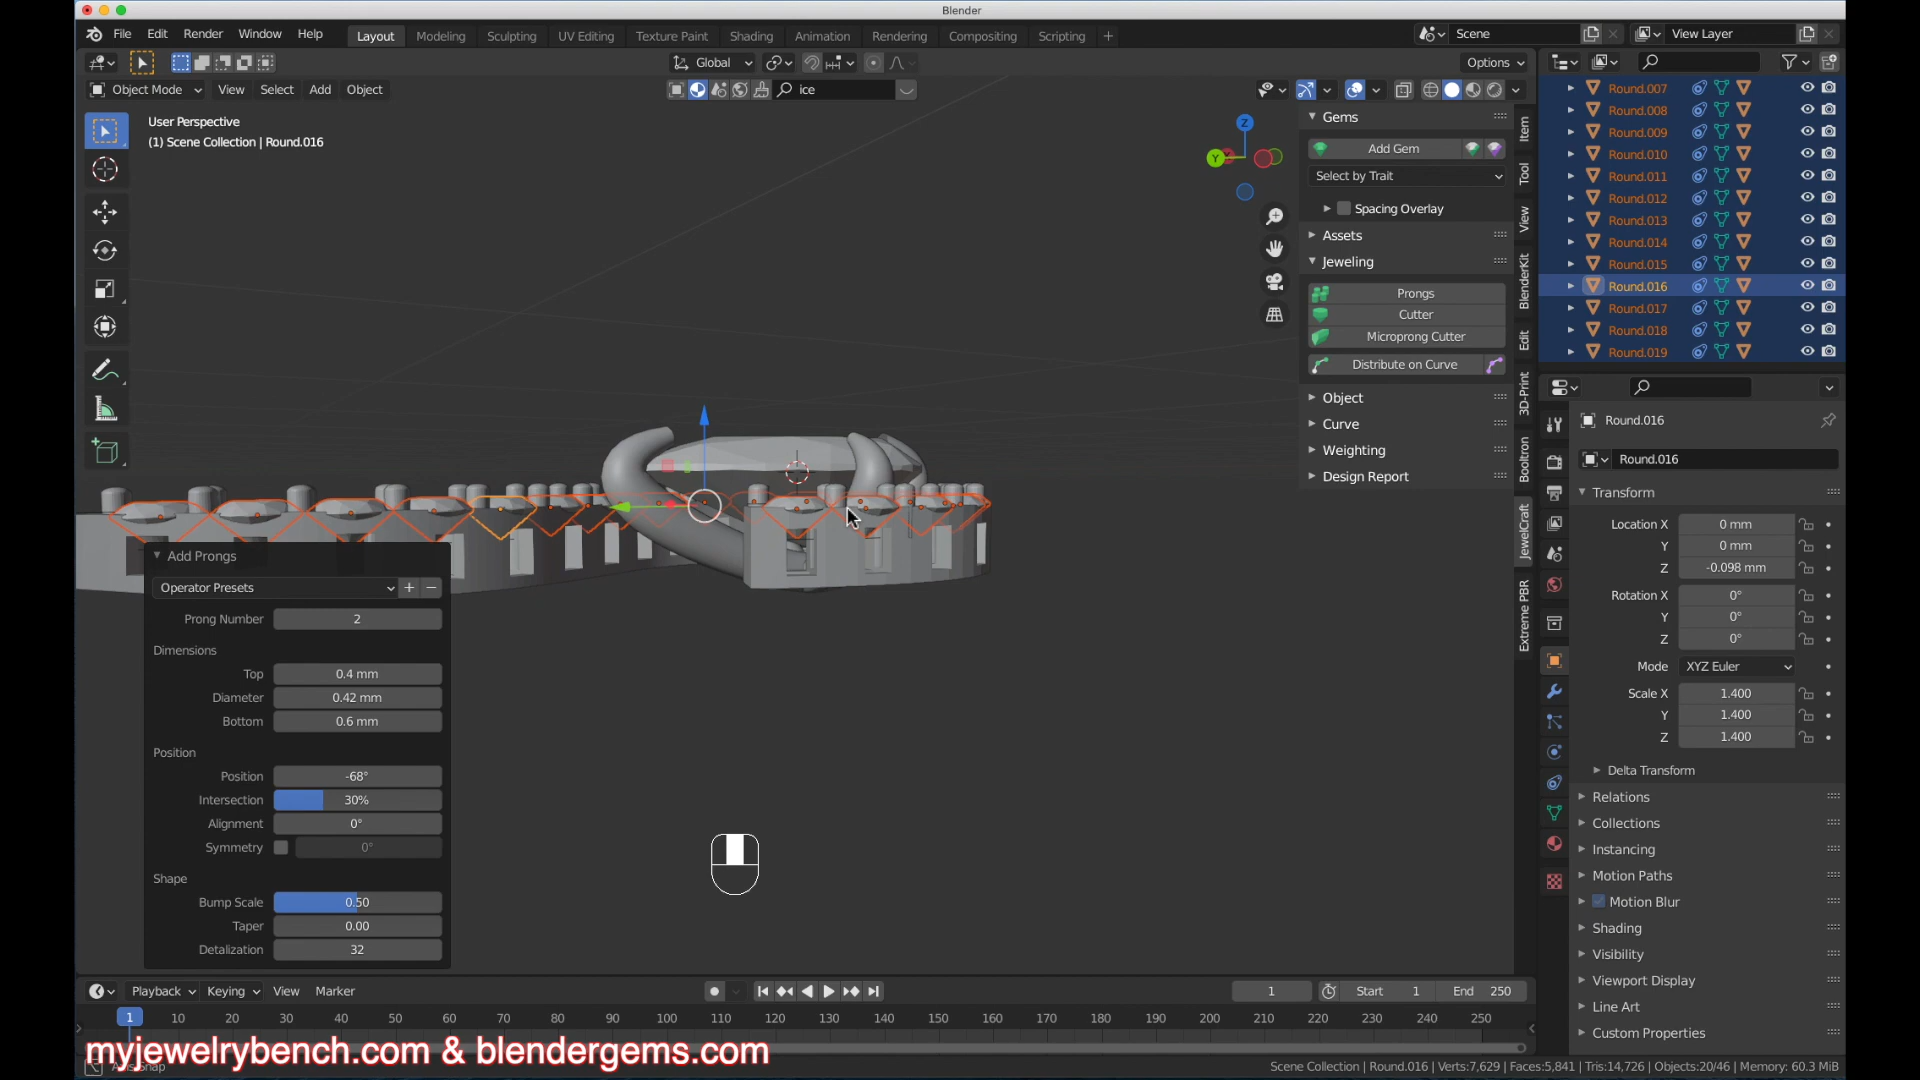 Blender
File Edit Render Window Help
Layout Modeling Sculpting UV Editing Texture Paint Shading Animation Rendering Compositing Scripting +
Scene View Layer
Global Options
Object Mode View Select Add Object ice
User Perspective
(1) Scene Collection | Round.016
Z
Y
Gems
Add Gem
Select by Trait
Spacing Overlay
Assets
Jeweling
Prongs
Cutter
Microprong Cutter
Distribute on Curve
Object
Curve
Weighting
Design Report
Item
Tool
View
BlenderKit
Edit
3D-Print
Booltron
JewelCraft
Extreme PBR
Round.007
Round.008
Round.009
Round.010
Round.011
Round.012
Round.013
Round.014
Round.015
Round.016
Round.017
Round.018
Round.019
Round.016
Round.016
Transform
Location X 0 mm
Y 0 mm
Z -0.098 mm
Rotation X 0°
Y 0°
Z 0°
Mode XYZ Euler
Scale X 1.400
Y 1.400
Z 1.400
Delta Transform
Relations
Collections
Instancing
Motion Paths
Motion Blur
Shading
Visibility
Viewport Display
Line Art
Custom Properties
Add Prongs
Operator Presets
Prong Number 2
Dimensions
Top 0.4 mm
Diameter 0.42 mm
Bottom 0.6 mm
Position
Position -68°
Intersection 30%
Alignment 0°
Symmetry 0°
Shape
Bump Scale 0.50
Taper 0.00
Detalization 32
Playback Keying View Marker 1 Start 1 End 250
1 10 20 30 40 50 60 70 80 90 100 110 120 130 140 150 160 170 180 190 200 210 220 230 240 250
myjewelrybench.com & blendergems.com
Scene Collection | Round.016 | Verts:7,629 | Faces:5,841 | Tris:14,726 | Objects:20/46 | Memory: 60.3 MiB